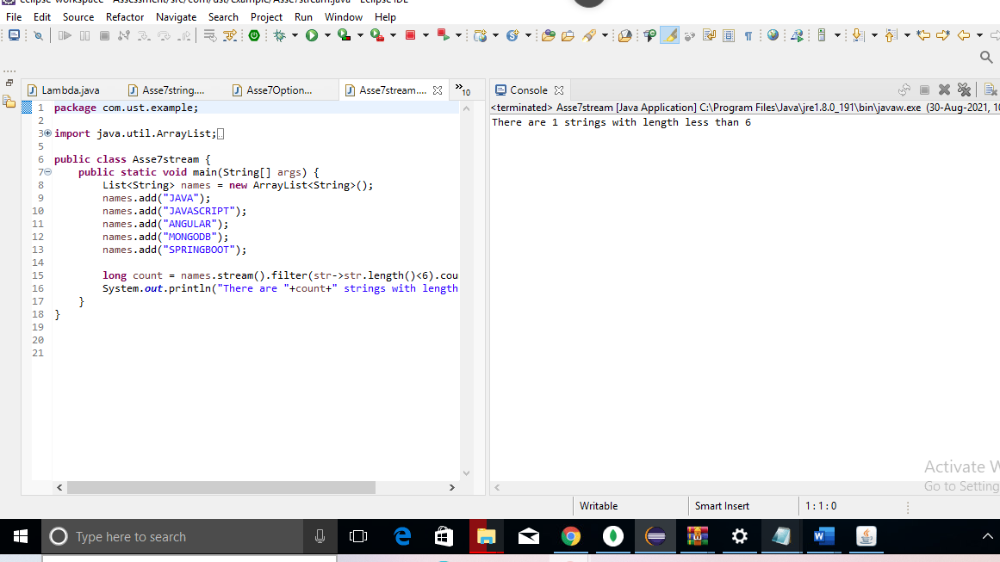 eclipse-workspace - Assessment/src/com/ust/example/Asse7stream.java - Eclipse IDE
File Edit Source Refactor Navigate Search Project Run Window Help
Lambda.java Asse7string.... Asse7Option... Asse7stream.... »10
Console
<terminated> Asse7stream [Java Application] C:\Program Files\Java\jre1.8.0_191\bin\javaw.exe (30-Aug-2021, 10
There are 1 strings with length less than 6
1 package com.ust.example;
2
3 import java.util.ArrayList;
5
6 public class Asse7stream {
7 public static void main(String[] args) {
8 List<String> names = new ArrayList<String>();
9 names.add("JAVA");
10 names.add("JAVASCRIPT");
11 names.add("ANGULAR");
12 names.add("MONGODB");
13 names.add("SPRINGBOOT");
14
15 long count = names.stream().filter(str->str.length()<6).cou
16 System.out.println("There are "+count+" strings with length
17 }
18 }
19
20
21
Activate W
Go to Setting
Writable Smart Insert 1 : 1 : 0
Type here to search